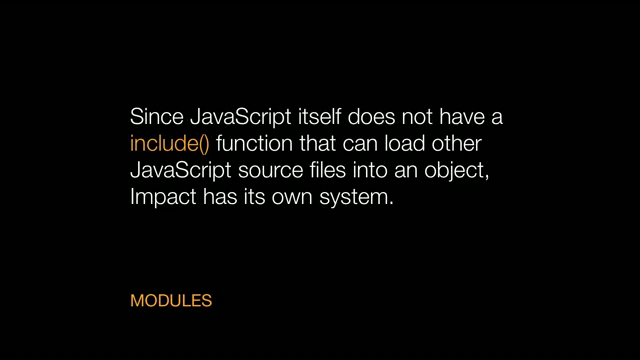 Since JavaScript itself does not have a
include() function that can load other
JavaScript source files into an object,
Impact has its own system.
MODULES